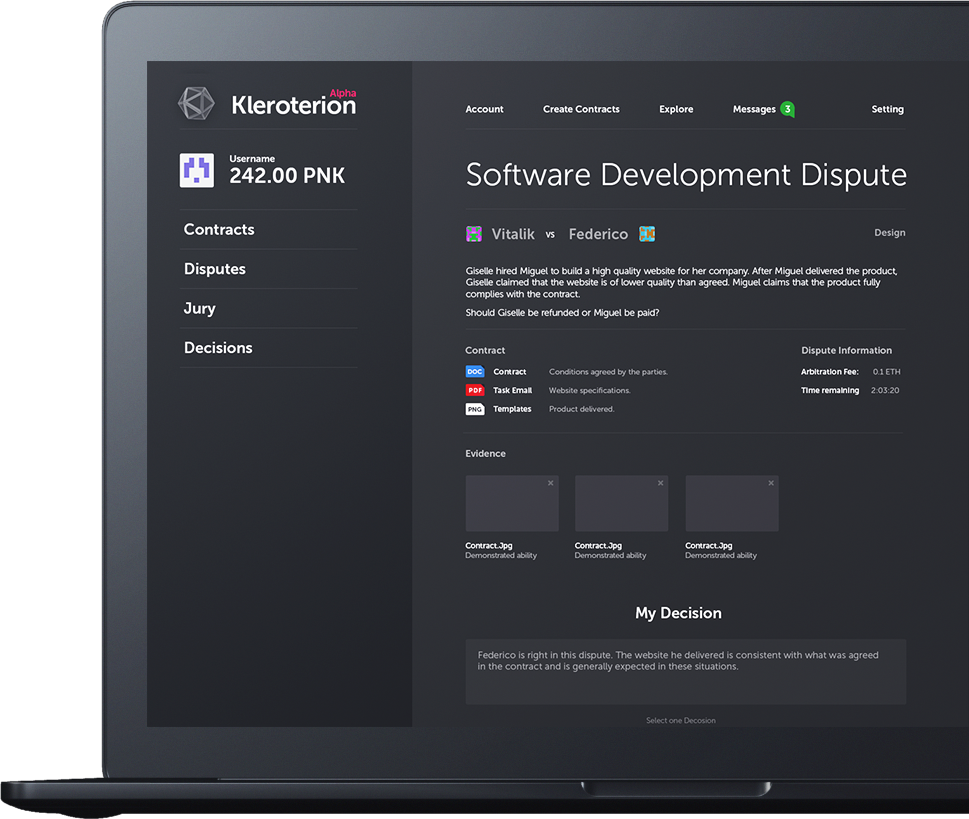 Alpha
Kleroterion
Username
242.00 PNK
Contracts
Disputes
Jury
Decisions
Account Create Contracts Explore Messages 3 Setting
Software Development Dispute
Vitalik vs Federico Design
Giselle hired Miguel to build a high quality website for her company. After Miguel delivered the product,
Giselle claimed that the website is of lower quality than agreed. Miguel claims that the product fully
complies with the contract.
Should Giselle be refunded or Miguel be paid?
Contract Dispute Information
DOC Contract Conditions agreed by the parties. Arbitration Fee: 0.1 ETH
PDF Task Email Website specifications. Time remaining 2:03:20
PNG Templates Product delivered.
Evidence
Contract.Jpg Contract.Jpg Contract.Jpg
Demonstrated ability Demonstrated ability Demonstrated ability
My Decision
Federico is right in this dispute. The website he delivered is consistent with what was agreed
in the contract and is generally expected in these situations.
Select one Decosion